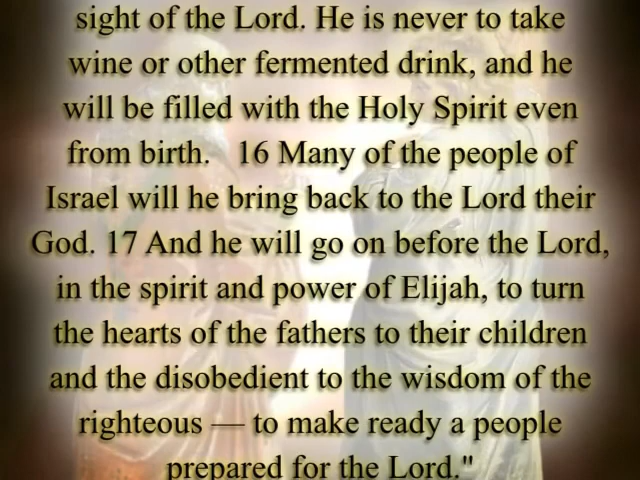 sight of the Lord. He is never to take
wine or other fermented drink, and he
will be filled with the Holy Spirit even
from birth.   16 Many of the people of
Israel will he bring back to the Lord their
God. 17 And he will go on before the Lord,
in the spirit and power of Elijah, to turn
the hearts of the fathers to their children
and the disobedient to the wisdom of the
righteous — to make ready a people
prepared for the Lord."